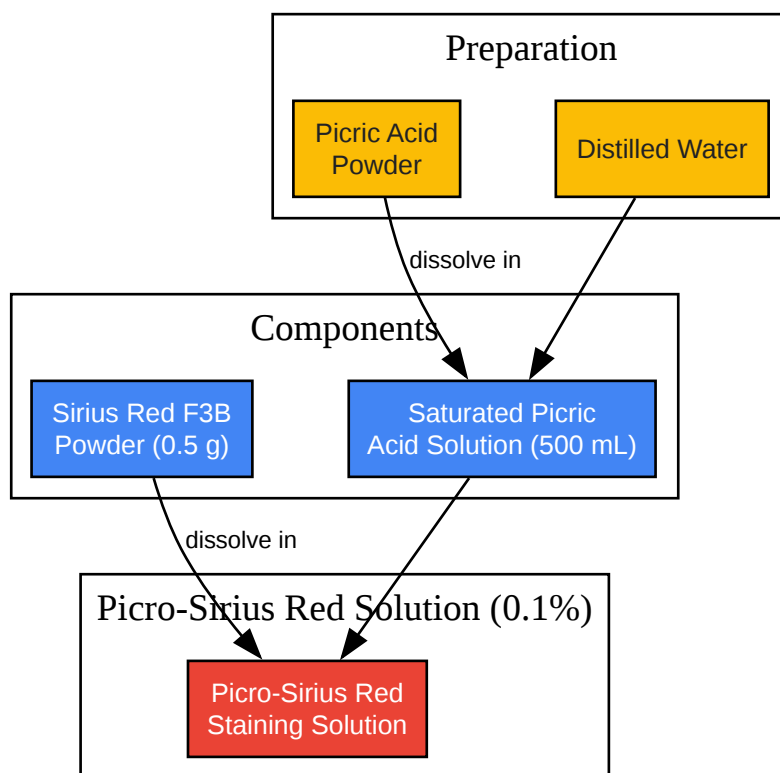 Preparation
Picric Acid
Powder
Distilled Water
dissolve in
Components
Sirius Red F3B
Powder (0.5 g)
Saturated Picric
Acid Solution (500 mL)
dissolve in
Picro-Sirius Red Solution (0.1%)
Picro-Sirius Red
Staining Solution